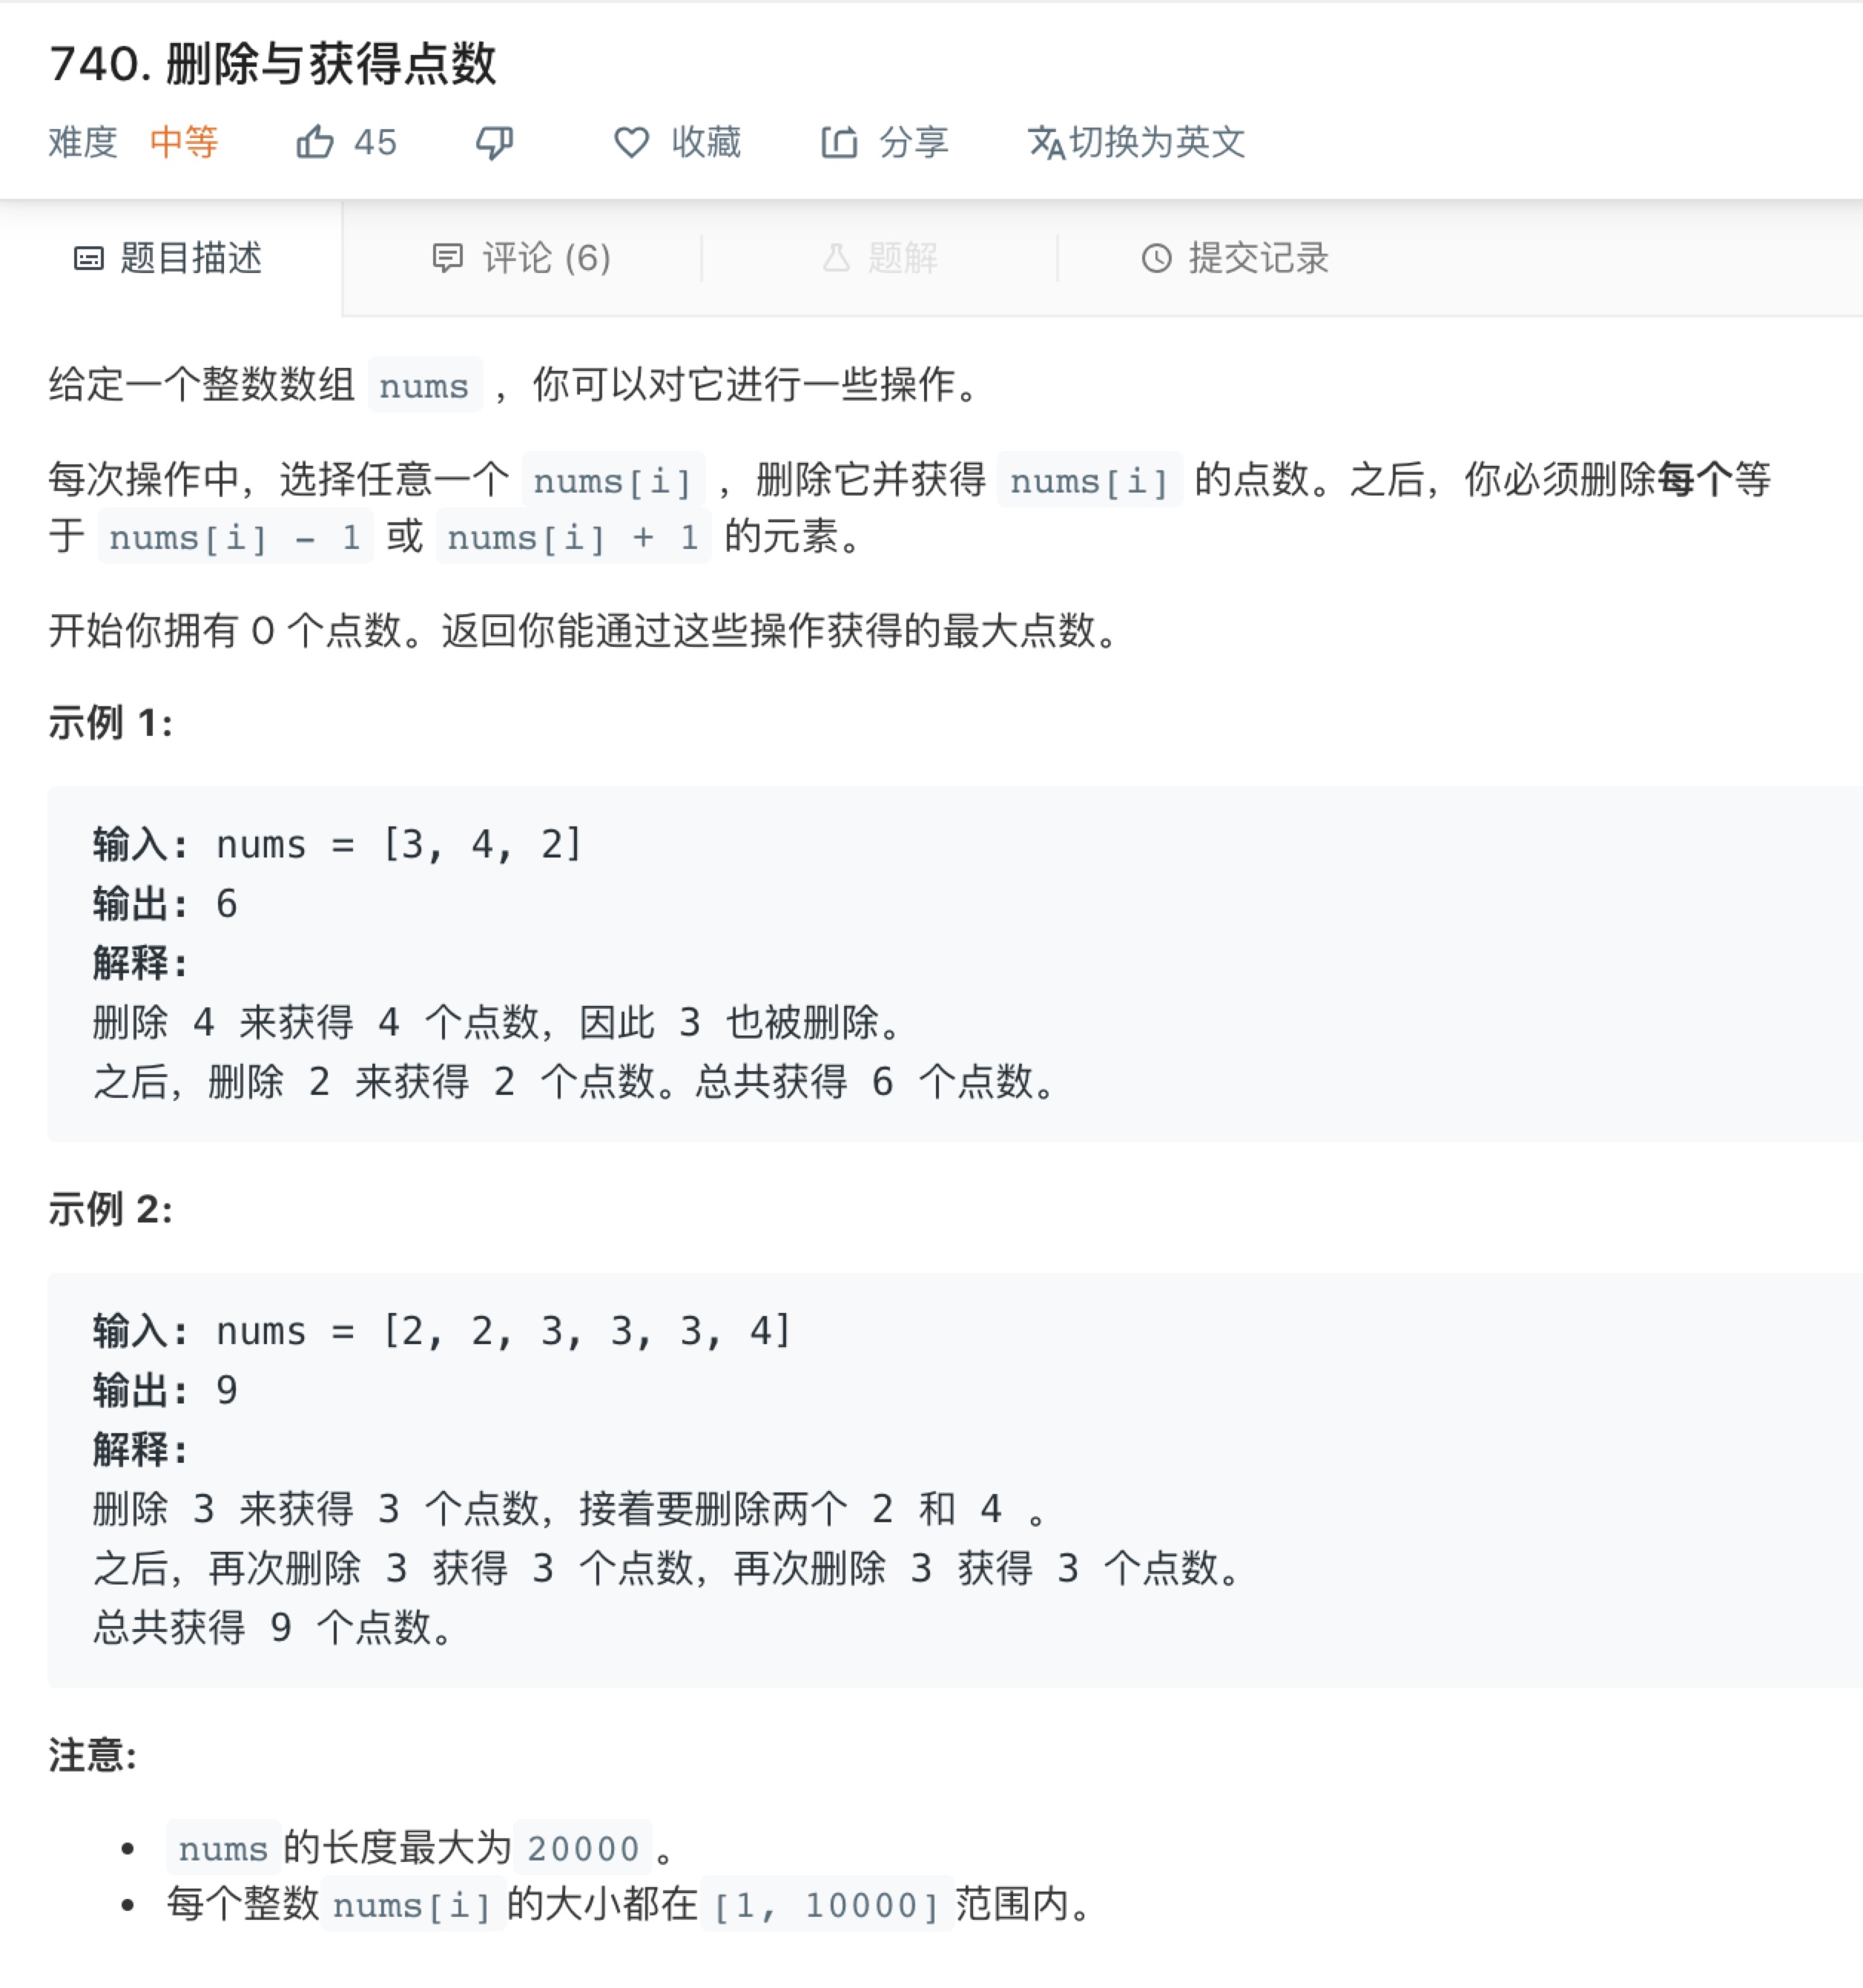 740. 删除与获得点数
难度 中等 45 收藏 分享 切换为英文
题目描述 评论 (6) 题解 提交记录
给定一个整数数组 nums ，你可以对它进行一些操作。
每次操作中，选择任意一个 nums[i] ，删除它并获得 nums[i] 的点数。之后，你必须删除每个等
于 nums[i] - 1 或 nums[i] + 1 的元素。
开始你拥有 0 个点数。返回你能通过这些操作获得的最大点数。
示例 1:
输入: nums = [3, 4, 2]
输出: 6
解释:
删除 4 来获得 4 个点数，因此 3 也被删除。
之后，删除 2 来获得 2 个点数。总共获得 6 个点数。
示例 2:
输入: nums = [2, 2, 3, 3, 3, 4]
输出: 9
解释:
删除 3 来获得 3 个点数，接着要删除两个 2 和 4 。
之后，再次删除 3 获得 3 个点数，再次删除 3 获得 3 个点数。
总共获得 9 个点数。
注意:
• nums的长度最大为20000。
• 每个整数nums[i]的大小都在[1, 10000]范围内。